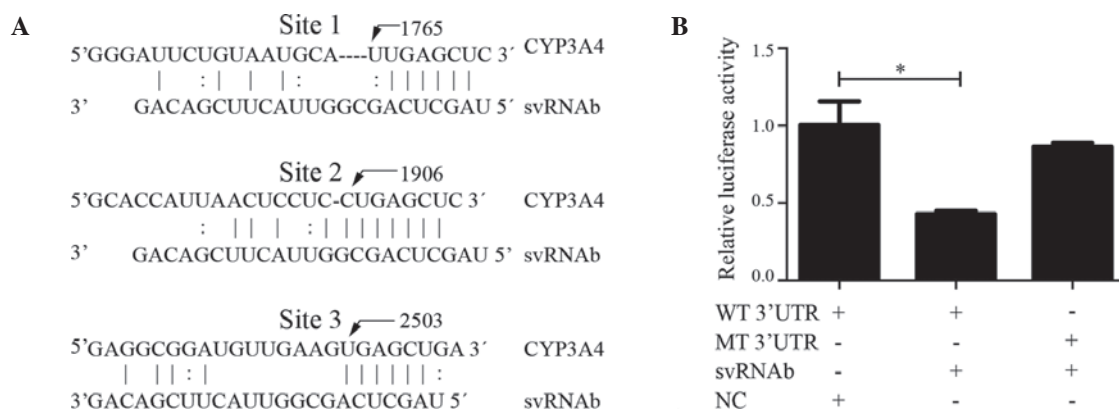 A
Site 1
1765
5´GGGAUUCUGUAAUGCA----UUGAGCUC 3´ CYP3A4
| : | | | : : | | | | | |
3' GACAGCUUCAUUGGCGACUCGAU 5´ svRNAb
Site 2
1906
5´GCACCAUUAACUCCUC-CUGAGCUC 3´ CYP3A4
: | | | : | | | | | | |
3' GACAGCUUCAUUGGCGACUCGAU 5' svRNAb
Site 3
2503
5´GAGGCGGAUGUUGAAGUGAGCUGA 3´ CYP3A4
| | | : | | | | | | | :
3´GACAGCUUCAUUGGCGACUCGAU 5´ svRNAb
B
Relative luciferase activity
1.5
1.0
0.5
0.0
*
WT 3'UTR + + -
MT 3'UTR - - +
svRNAb - + +
NC + - -